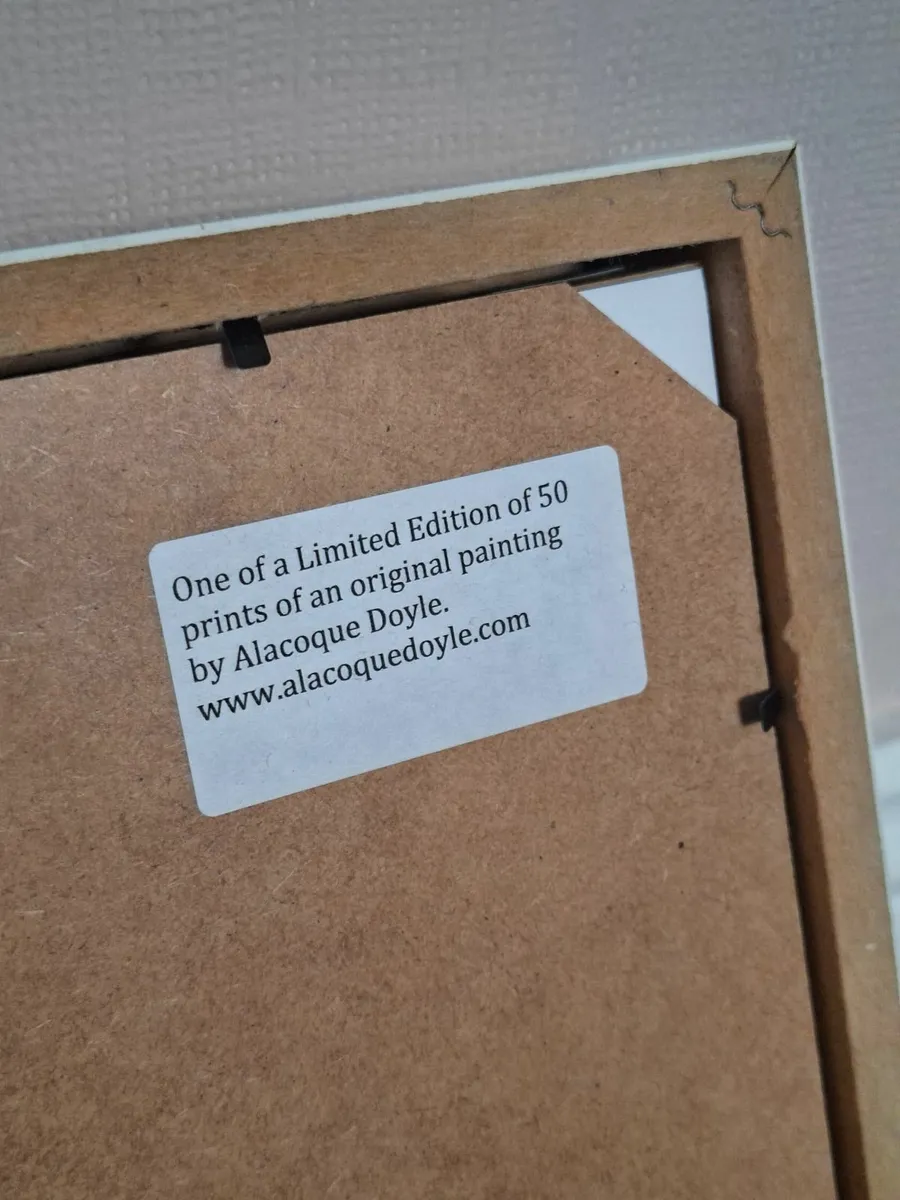 One of a Limited Edition of 50
prints of an original painting
by Alacoque Doyle.
www.alacoquedoyle.com